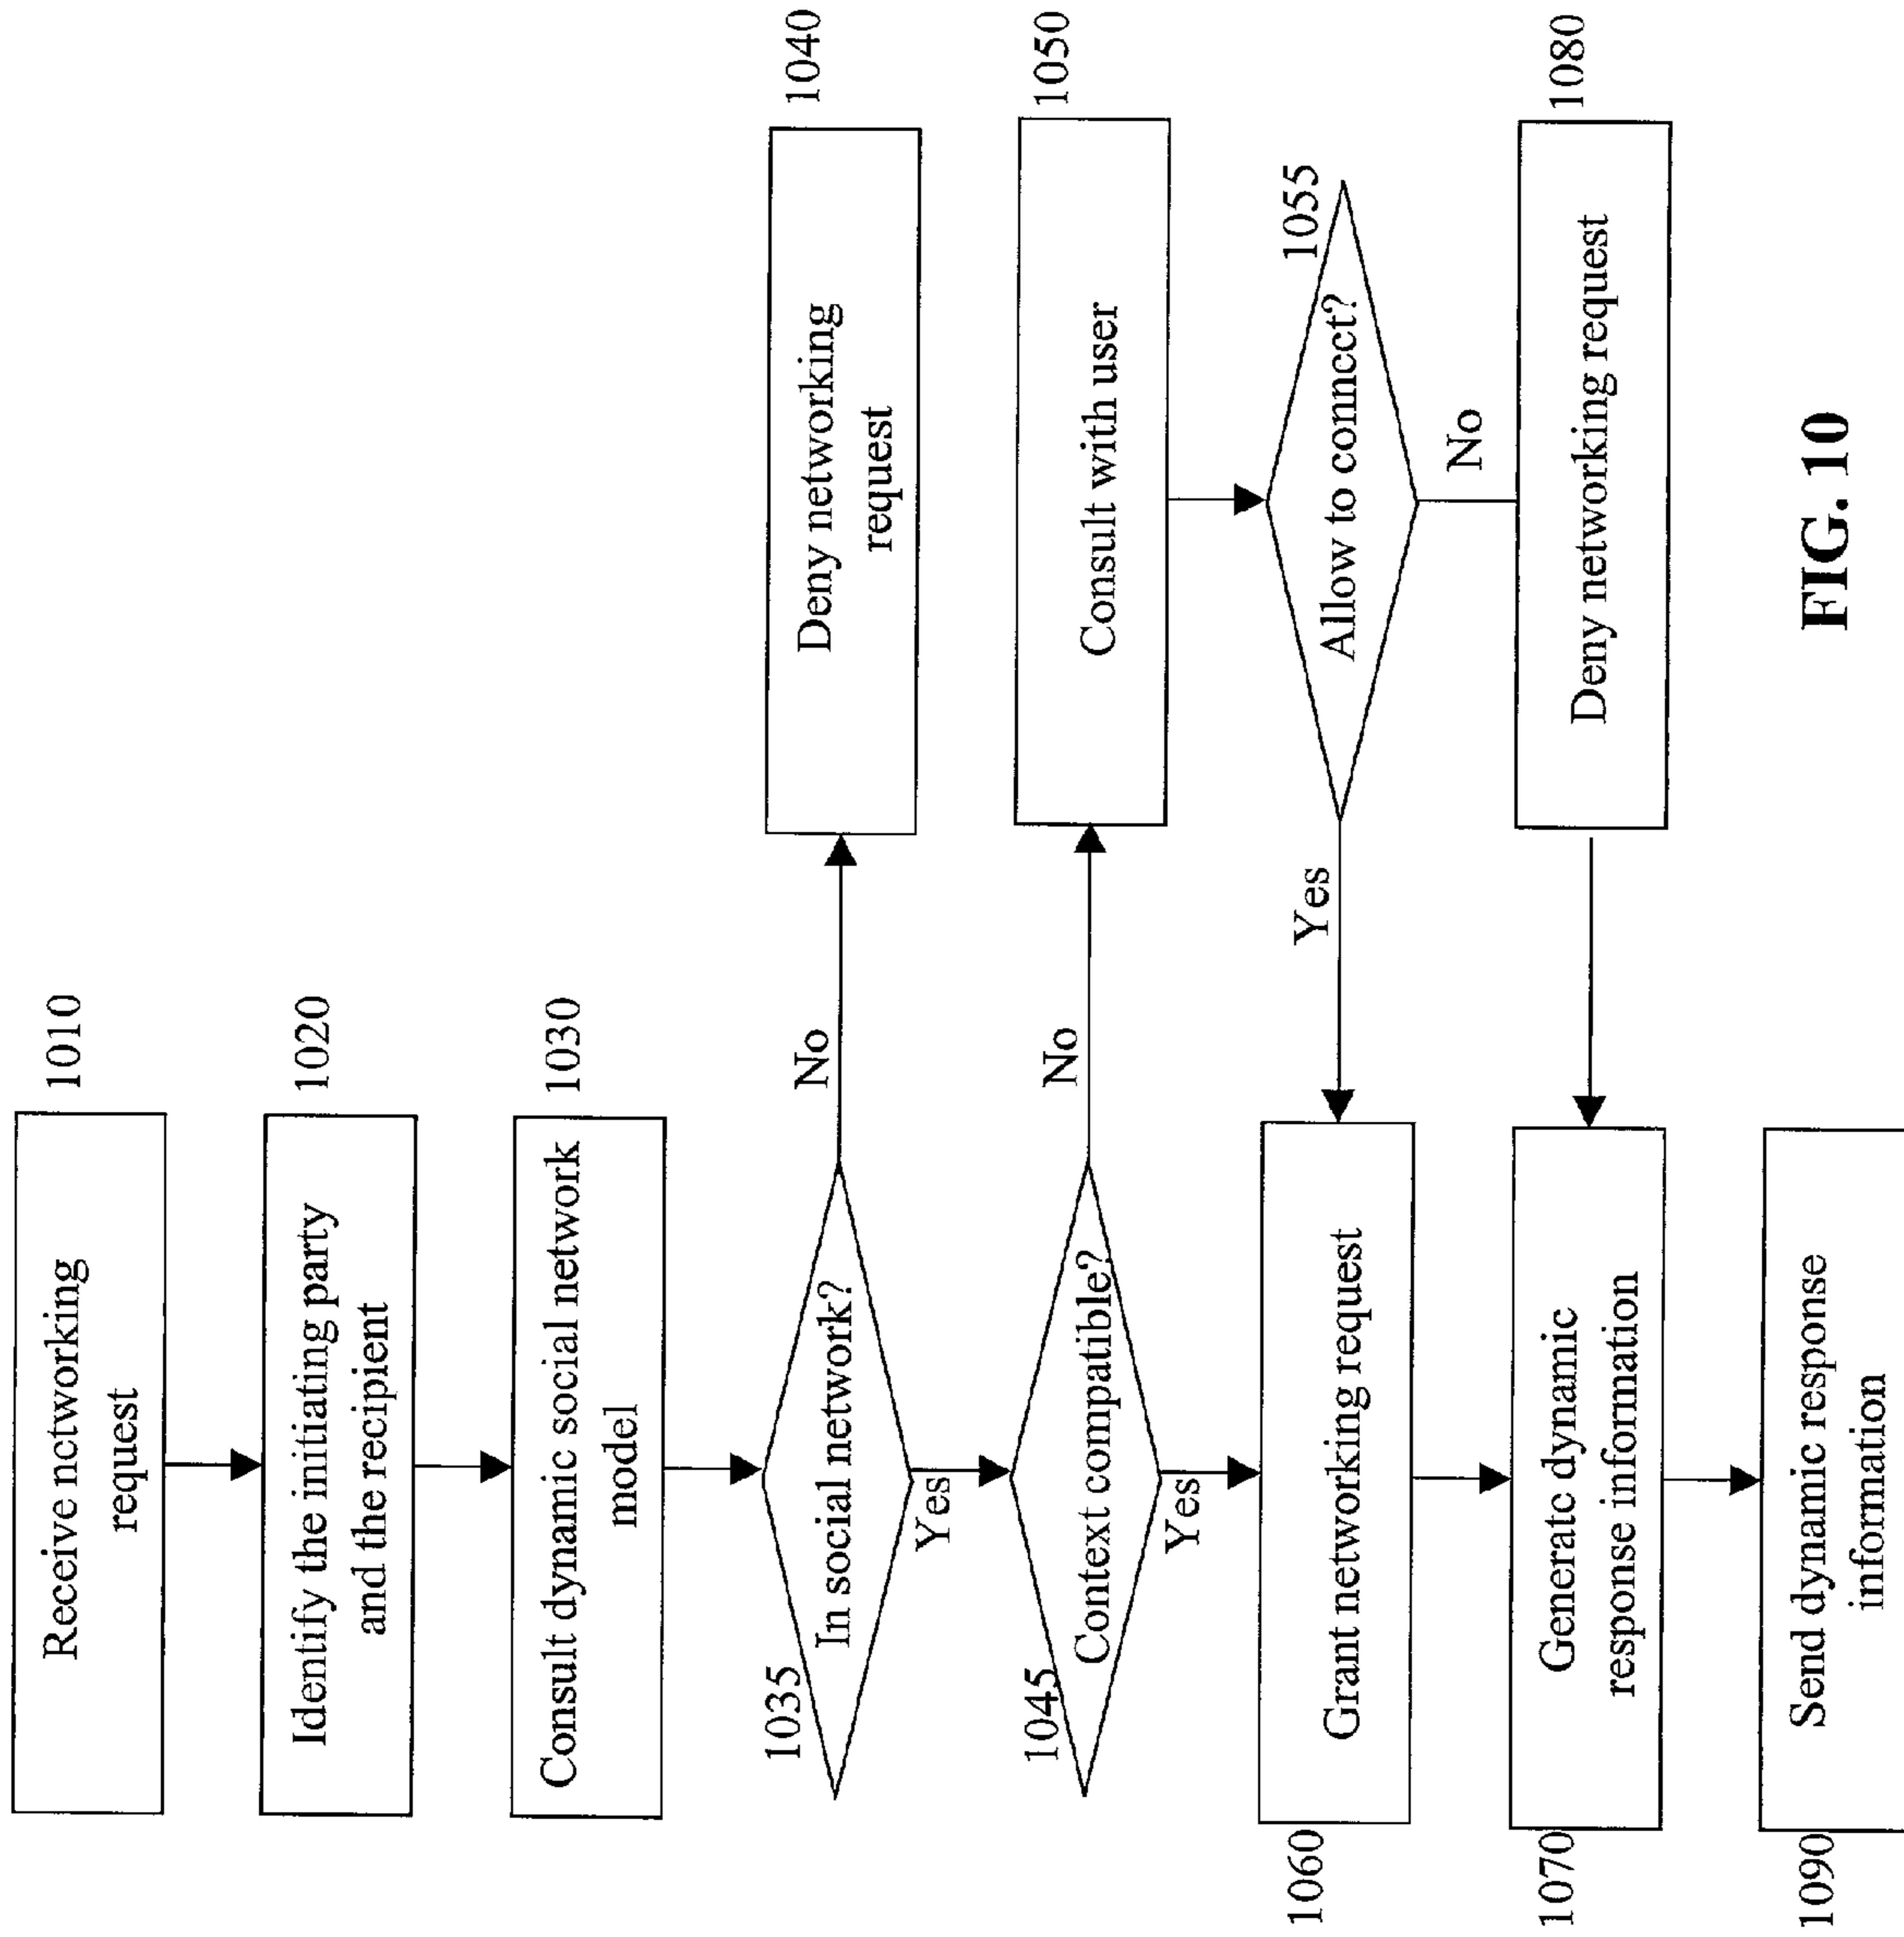 1010
Receive networking
request
1020
Identify the initiating party
and the recipient
1030
Consult dynamic social network
model
1035
In social network?
No
Yes
1040
Deny networking
request
1045
Context compatible?
No
Yes
1050
Consult with user
1055
Allow to connect?
Yes
No
1060
Grant networking request
1070
Generate dynamic
response information
1080
Deny networking request
1090
Send dynamic response
information
FIG. 10